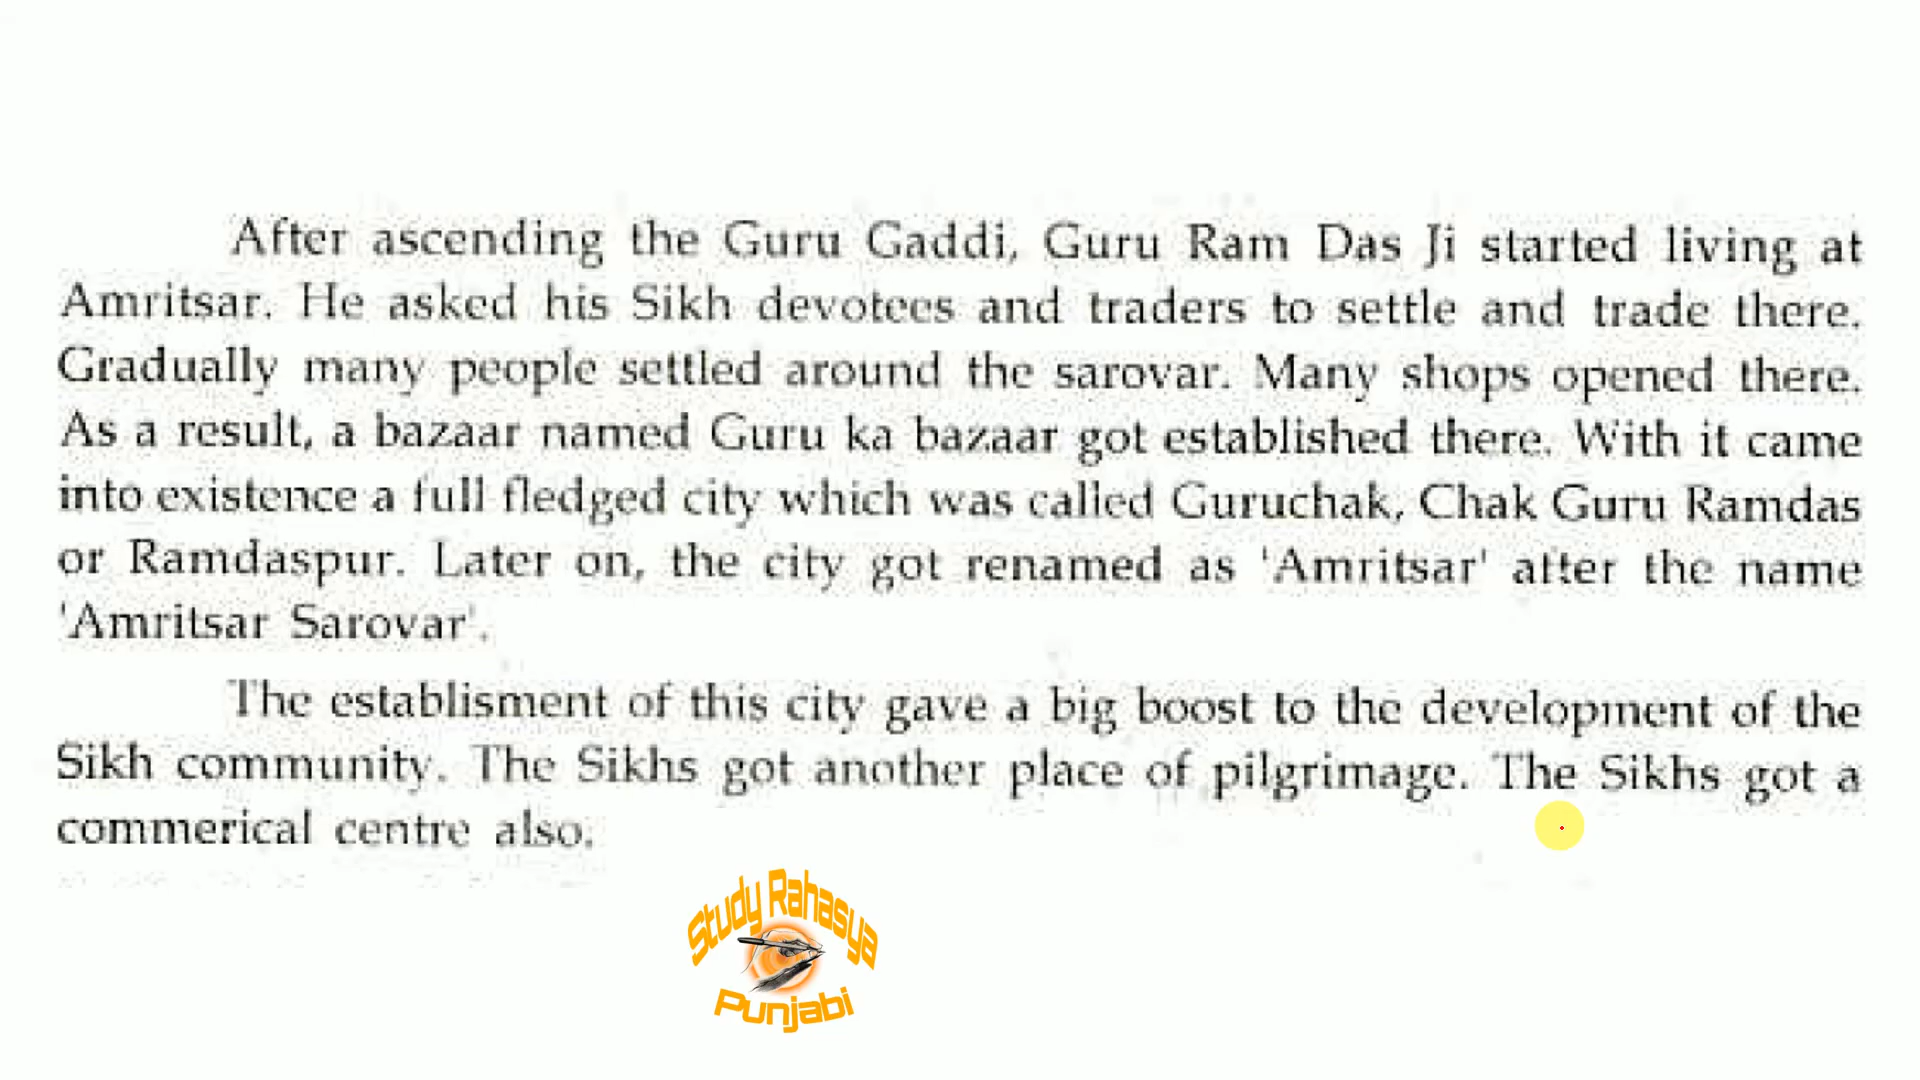 After ascending the Guru Gaddi, Guru Ram Das Ji started living at
Amritsar. He asked his Sikh devotees and traders to settle and trade there.
Gradually many people settled around the sarovar. Many shops opened there.
As a result, a bazaar named Guru ka bazaar got established there. With it came
into existence a full fledged city which was called Guruchak, Chak Guru Ramdas
or Ramdaspur. Later on, the city got renamed as 'Amritsar' after the name
'Amritsar Sarovar'.
The establisment of this city gave a big boost to the development of the
Sikh community. The Sikhs got another place of pilgrimage. The Sikhs got a
commerical centre also.
Study Rahasya
Punjabi